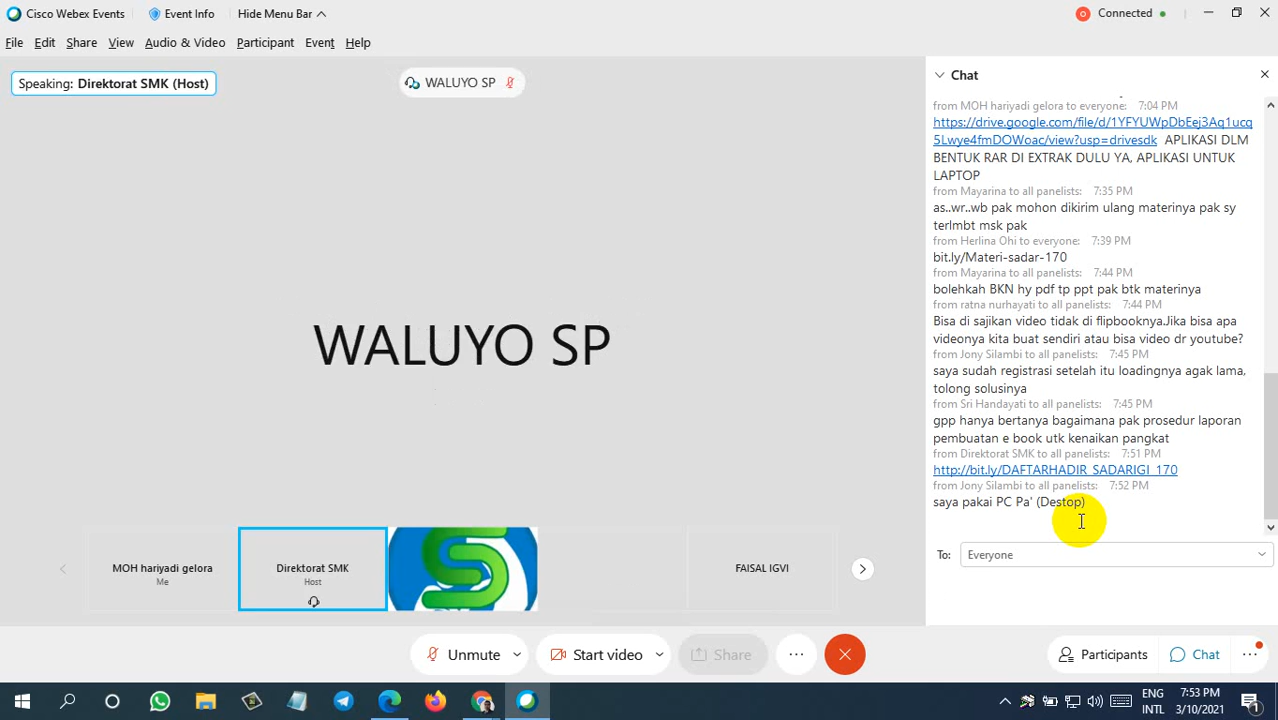 Cisco Webex Events
Event Info
Hide Menu Bar
Connected
File Edit Share View Audio & Video Participant Event Help
Speaking: Direktorat SMK (Host)
WALUYO SP
WALUYO SP
MOH hariyadi gelora
Me
Direktorat SMK
Host
FAISAL IGVI
Chat
from MOH hariyadi gelora to everyone: 7:04 PM
https://drive.google.com/file/d/1YFYUWpDbEej3Aq1ucq
5Lwye4fmDOWoac/view?usp=drivesdk APLIKASI DLM
BENTUK RAR DI EXTRAK DULU YA, APLIKASI UNTUK
LAPTOP
from Mayarina to all panelists: 7:35 PM
as..wr..wb pak mohon dikirim ulang materinya pak sy
terlmbt msk pak
from Herlina Ohi to everyone: 7:39 PM
bit.ly/Materi-sadar-170
from Mayarina to all panelists: 7:44 PM
bolehkah BKN hy pdf tp ppt pak btk materinya
from ratna nurhayati to all panelists: 7:44 PM
Bisa di sajikan video tidak di flipbooknya.Jika bisa apa
videonya kita buat sendiri atau bisa video dr youtube?
from Jony Silambi to all panelists: 7:45 PM
saya sudah registrasi setelah itu loadingnya agak lama,
tolong solusinya
from Sri Handayati to all panelists: 7:45 PM
gpp hanya bertanya bagaimana pak prosedur laporan
pembuatan e book utk kenaikan pangkat
from Direktorat SMK to all panelists: 7:51 PM
http://bit.ly/DAFTARHADIR_SADARIGI_170
from Jony Silambi to all panelists: 7:52 PM
saya pakai PC Pa' (Destop)
To: Everyone
Unmute
Start video
Share
Participants
Chat
ENG
INTL
7:53 PM
3/10/2021
1